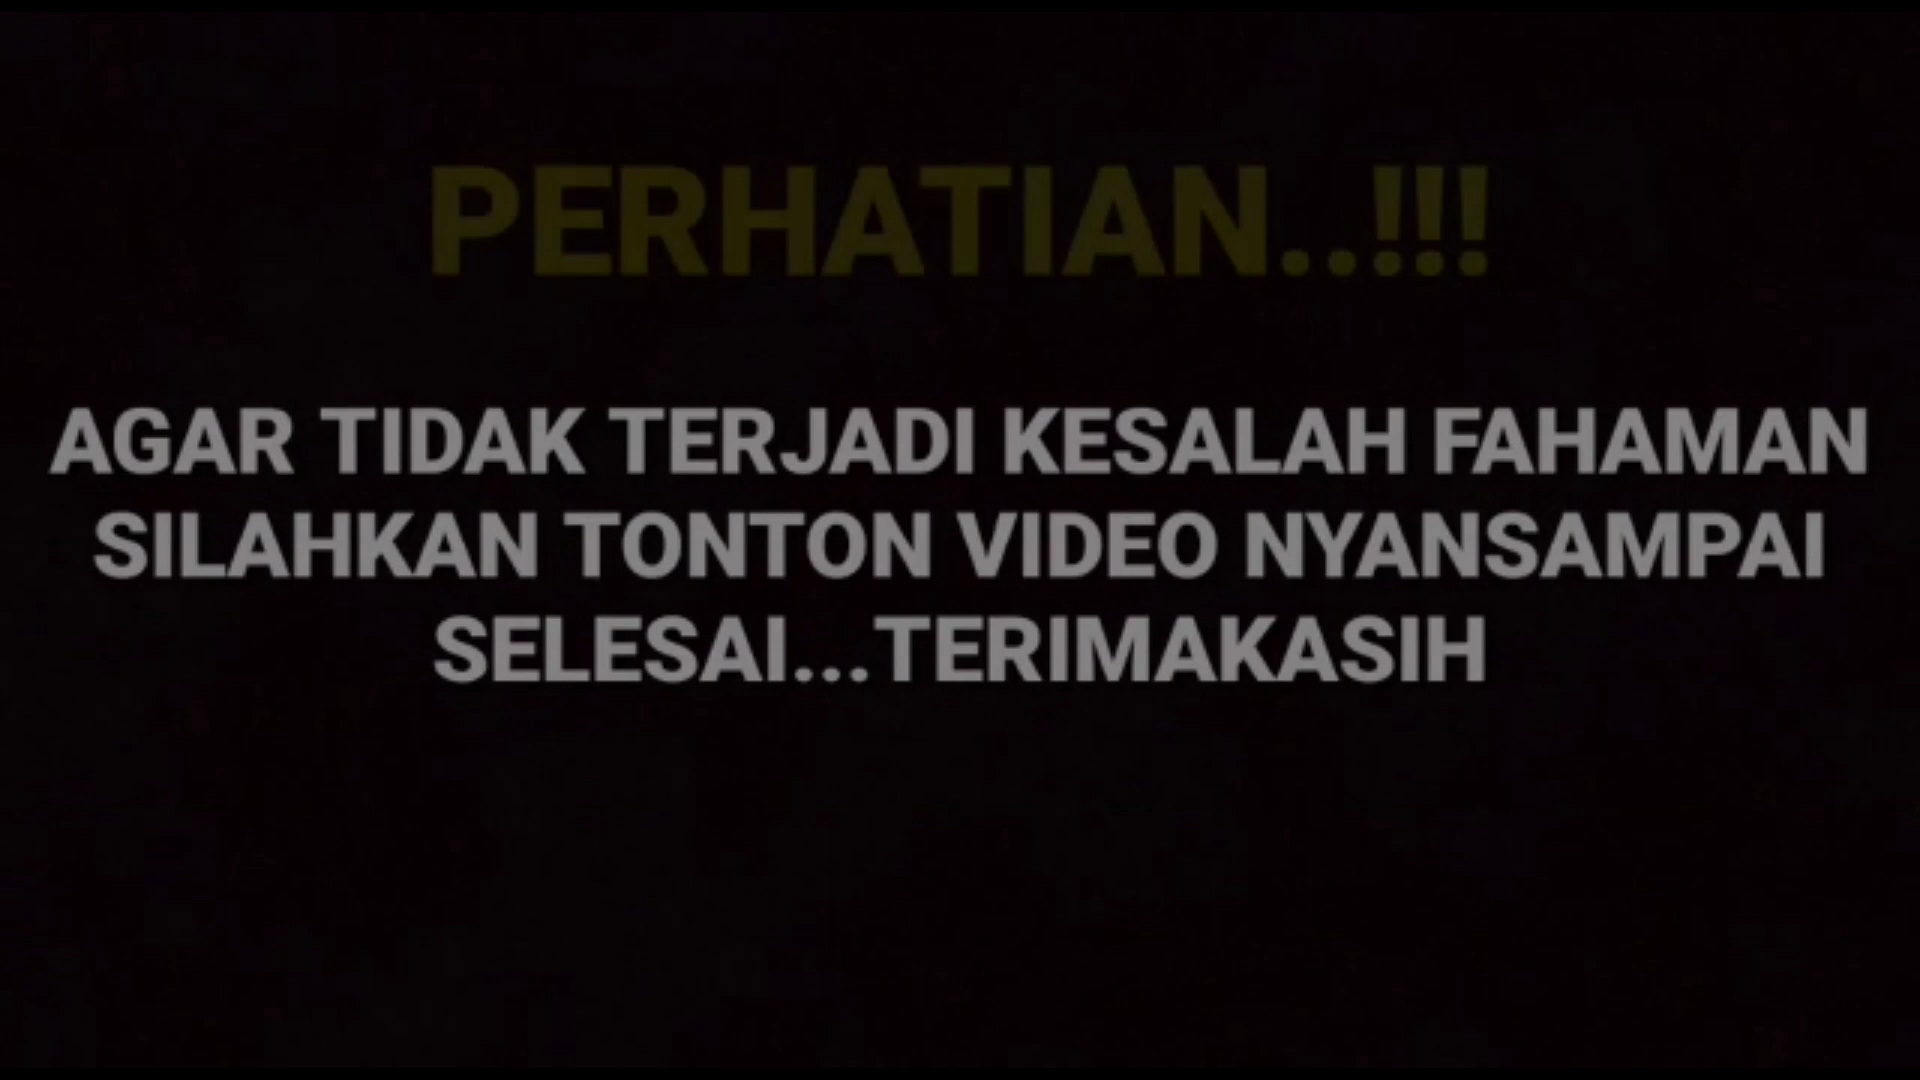 PERHATIAN..!!!
AGAR TIDAK TERJADI KESALAH FAHAMAN
SILAHKAN TONTON VIDEO NYANSAMPAI
SELESAI...TERIMAKASIH